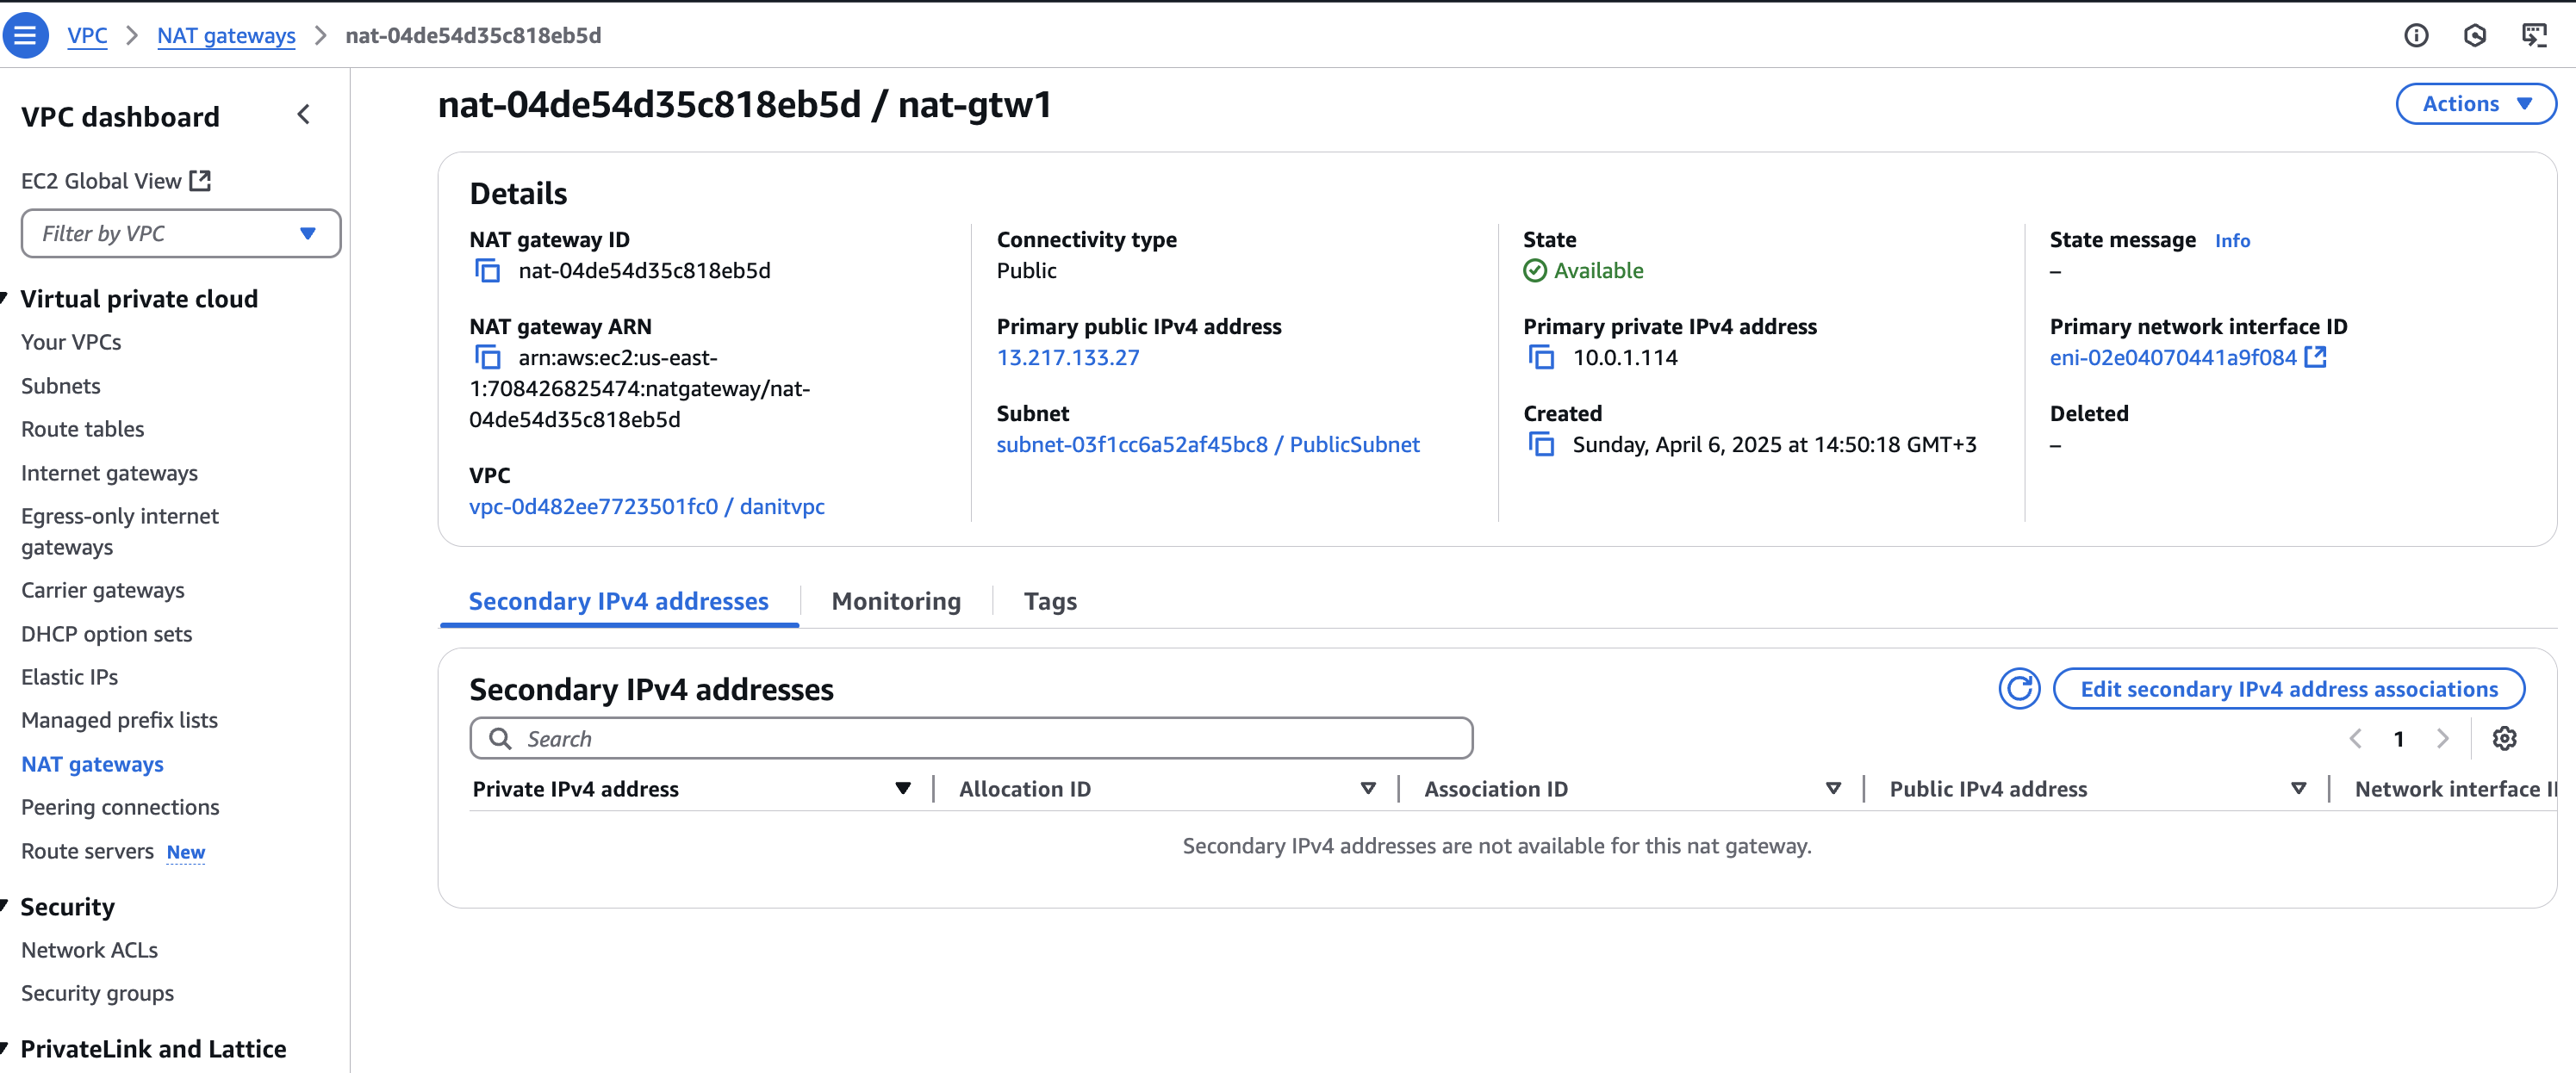 VPC > NAT gateways > nat-04de54d35c818eb5d
VPC dashboard
EC2 Global View
Filter by VPC
Virtual private cloud
Your VPCs
Subnets
Route tables
Internet gateways
Egress-only internet
gateways
Carrier gateways
DHCP option sets
Elastic IPs
Managed prefix lists
NAT gateways
Peering connections
Route servers New
Security
Network ACLs
Security groups
PrivateLink and Lattice
nat-04de54d35c818eb5d / nat-gtw1
Actions
Details
NAT gateway ID
nat-04de54d35c818eb5d
NAT gateway ARN
arn:aws:ec2:us-east-
1:708426825474:natgateway/nat-
04de54d35c818eb5d
VPC
vpc-0d482ee7723501fc0 / danitvpc
Connectivity type
Public
Primary public IPv4 address
13.217.133.27
Subnet
subnet-03f1cc6a52af45bc8 / PublicSubnet
State
Available
Primary private IPv4 address
10.0.1.114
Created
Sunday, April 6, 2025 at 14:50:18 GMT+3
State message Info
–
Primary network interface ID
eni-02e04070441a9f084
Deleted
–
Secondary IPv4 addresses
Monitoring
Tags
Secondary IPv4 addresses
Edit secondary IPv4 address associations
Search
1
Private IPv4 address
Allocation ID
Association ID
Public IPv4 address
Network interface I
Secondary IPv4 addresses are not available for this nat gateway.